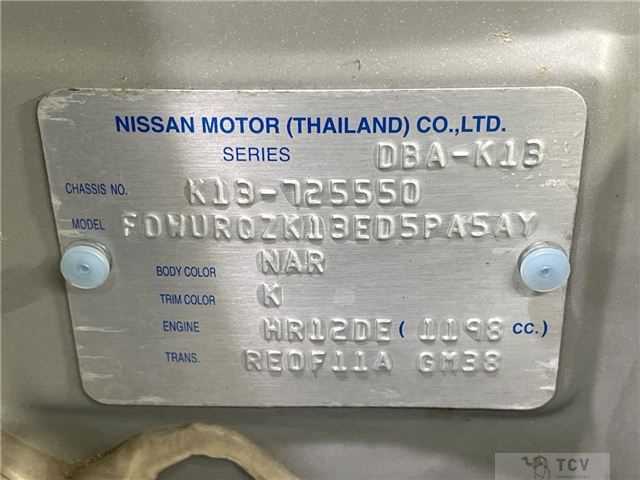 NISSAN MOTOR (THAILAND) CO.,LTD.
SERIES DBA-K13
CHASSIS NO. K13-725550
MODEL FDWURQZK13ED5PA5AY
BODY COLOR NAR
TRIM COLOR K
ENGINE HR12DE ( 1198 CC.)
TRANS. RE0F11A GM38
TCV